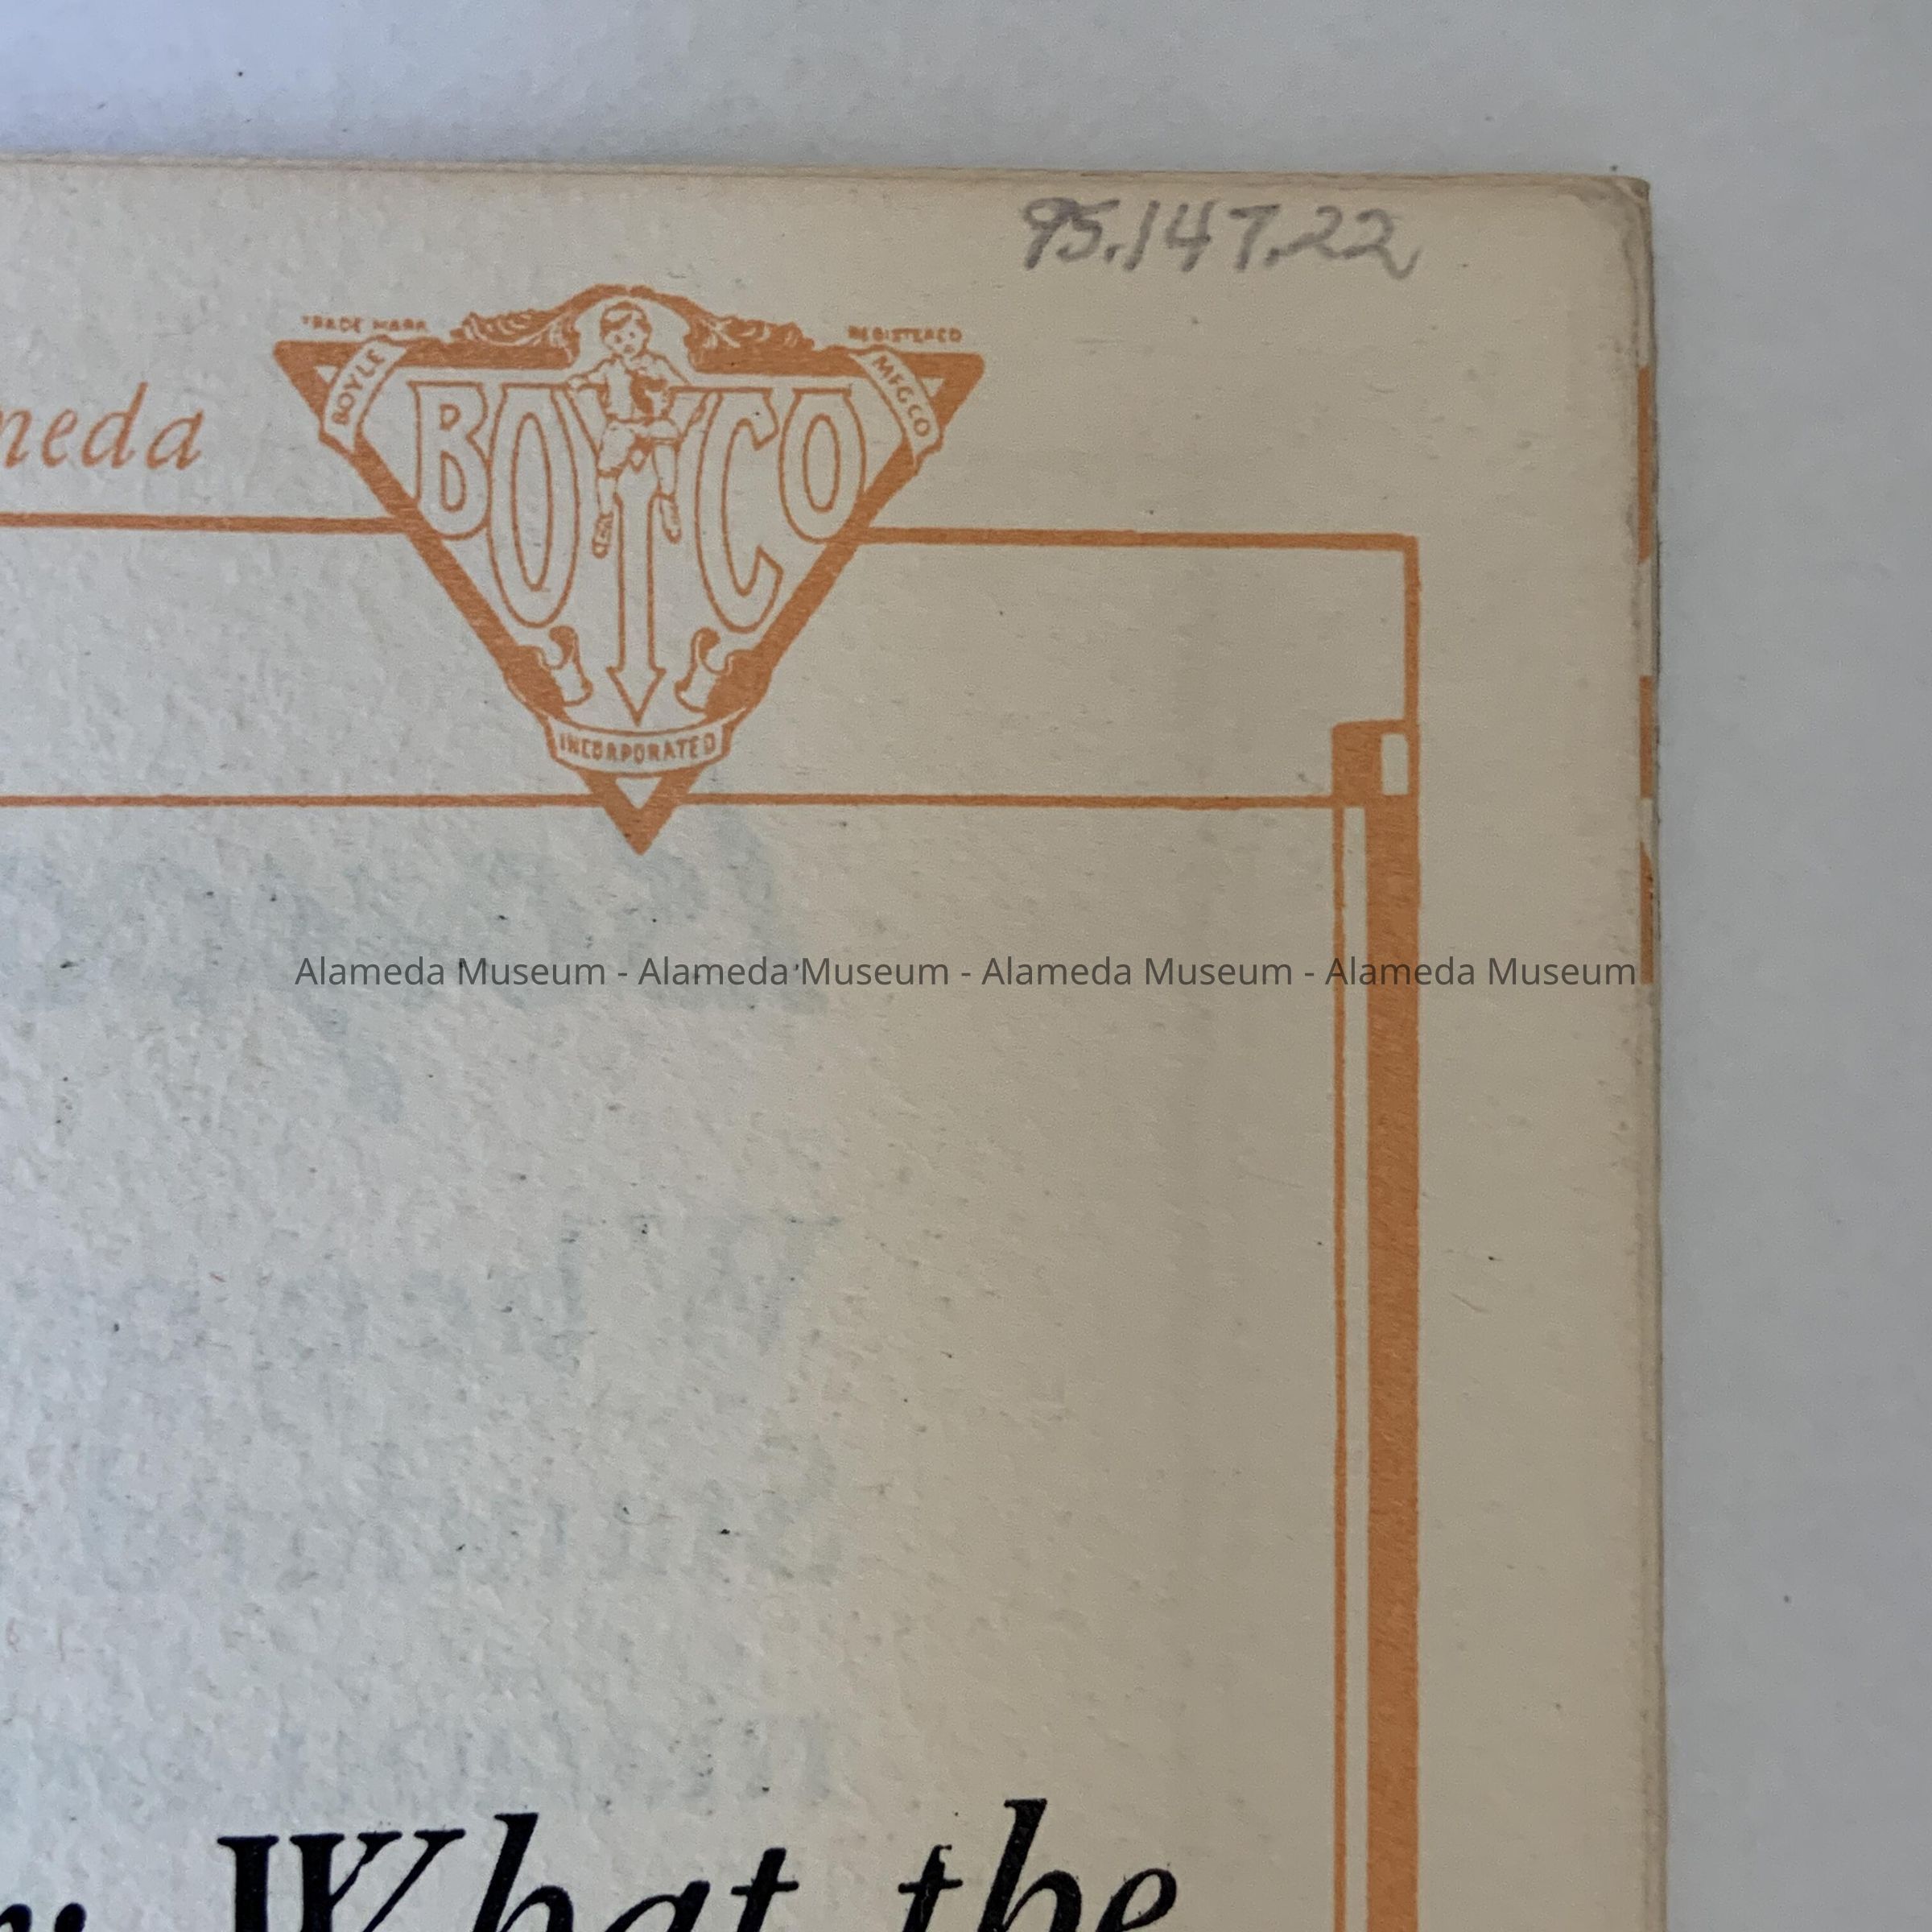 95.147.22
TRADE MARK REGISTERED
BOYLE MFG CO
BOYCO
INCORPORATED
neda
Alameda Museum - Alameda Museum - Alameda Museum - Alameda Museum
What the